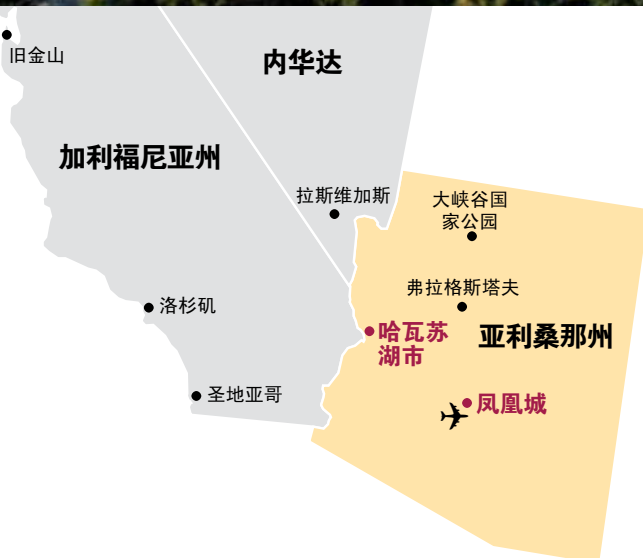 旧金山
内华达
加利福尼亚州
拉斯维加斯
大峡谷国
家公园
弗拉格斯塔夫
洛杉矶
哈瓦苏
湖市
亚利桑那州
圣地亚哥
凤凰城